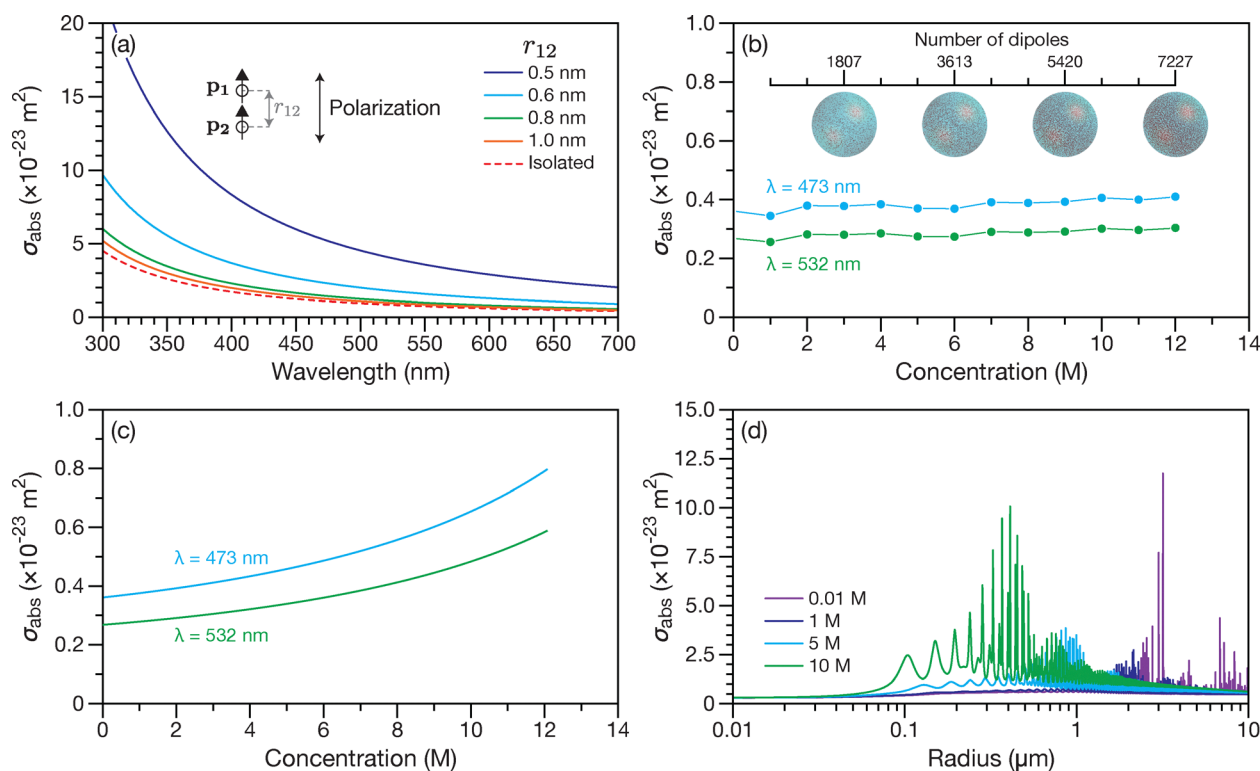 (a)
r12
0.5 nm
0.6 nm
0.8 nm
1.0 nm
Isolated
p1
p2
r12
Polarization
20
15
10
5
0
300 350 400 450 500 550 600 650 700
Wavelength (nm)
σabs (×10-23 m2)
(b)
Number of dipoles
1807 3613 5420 7227
λ = 473 nm
λ = 532 nm
1.0
0.8
0.6
0.4
0.2
0
0 2 4 6 8 10 12 14
Concentration (M)
σabs (×10-23 m2)
(c)
λ = 473 nm
λ = 532 nm
1.0
0.8
0.6
0.4
0.2
0
0 2 4 6 8 10 12 14
Concentration (M)
σabs (×10-23 m2)
(d)
0.01 M
1 M
5 M
10 M
15.0
12.5
10.0
7.5
5.0
2.5
0
0.01 0.1 1 10
Radius (μm)
σabs (×10-23 m2)